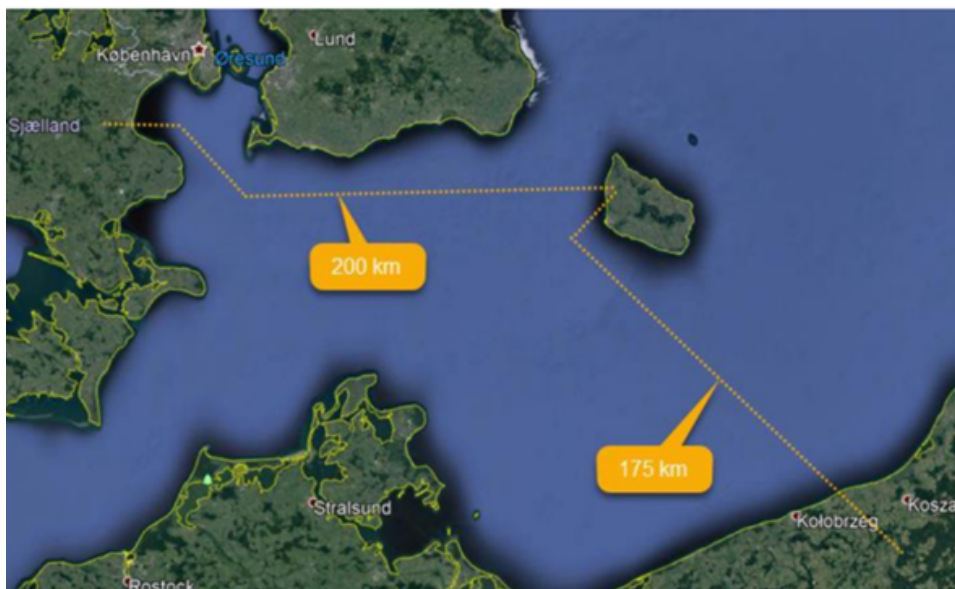 København
Øresund
Lund
Sjælland
200 km
175 km
Stralsund
Kołobrzeg
Kosza
Rostock